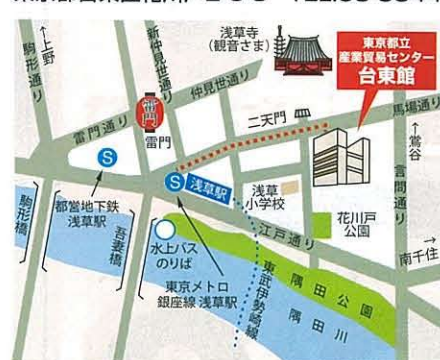 ↑上野
駒形通り
新仲見世通り
浅草寺
(観音さま)
東京都立
産業貿易センター
台東館
仲見世通り
二天門
馬場通り
雷門
雷門通り
雷門
↑鶯谷
言問通り
S
S
浅草駅
浅草
小学校
都営地下鉄
浅草駅
花川戸
公園
江戸通り
駒形橋
吾妻橋
水上バス
のりば
→南千住
東京メトロ
銀座線 浅草駅
東武伊勢崎線
隅田公園
隅田川